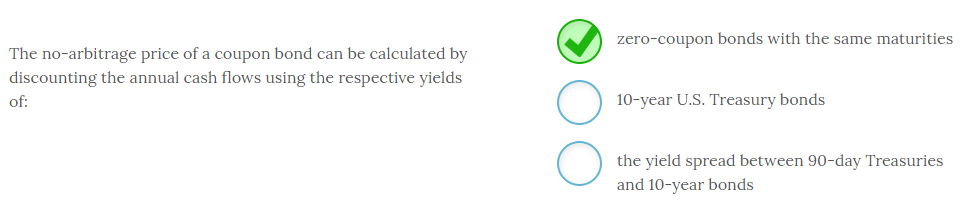 The no-arbitrage price of a coupon bond can be calculated by
discounting the annual cash flows using the respective yields
of:
zero-coupon bonds with the same maturities
10-year U.S. Treasury bonds
the yield spread between 90-day Treasuries
and 10-year bonds